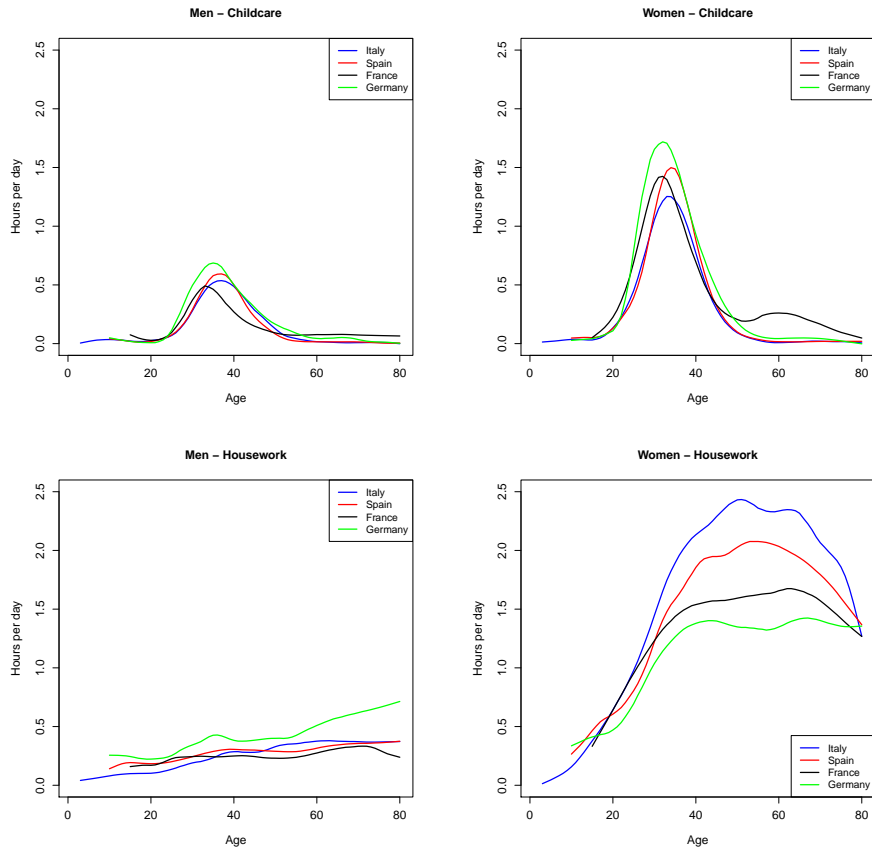 Men − Childcare
Hours per day
2.5
2.0
1.5
1.0
0.5
0.0
Italy
Spain
France
Germany
0 20 40 60 80
Age
Women − Childcare
Hours per day
2.5
2.0
1.5
1.0
0.5
0.0
Italy
Spain
France
Germany
0 20 40 60 80
Age
Men − Housework
Hours per day
2.5
2.0
1.5
1.0
0.5
0.0
Italy
Spain
France
Germany
0 20 40 60 80
Age
Women − Housework
Hours per day
2.5
2.0
1.5
1.0
0.5
0.0
Italy
Spain
France
Germany
0 20 40 60 80
Age